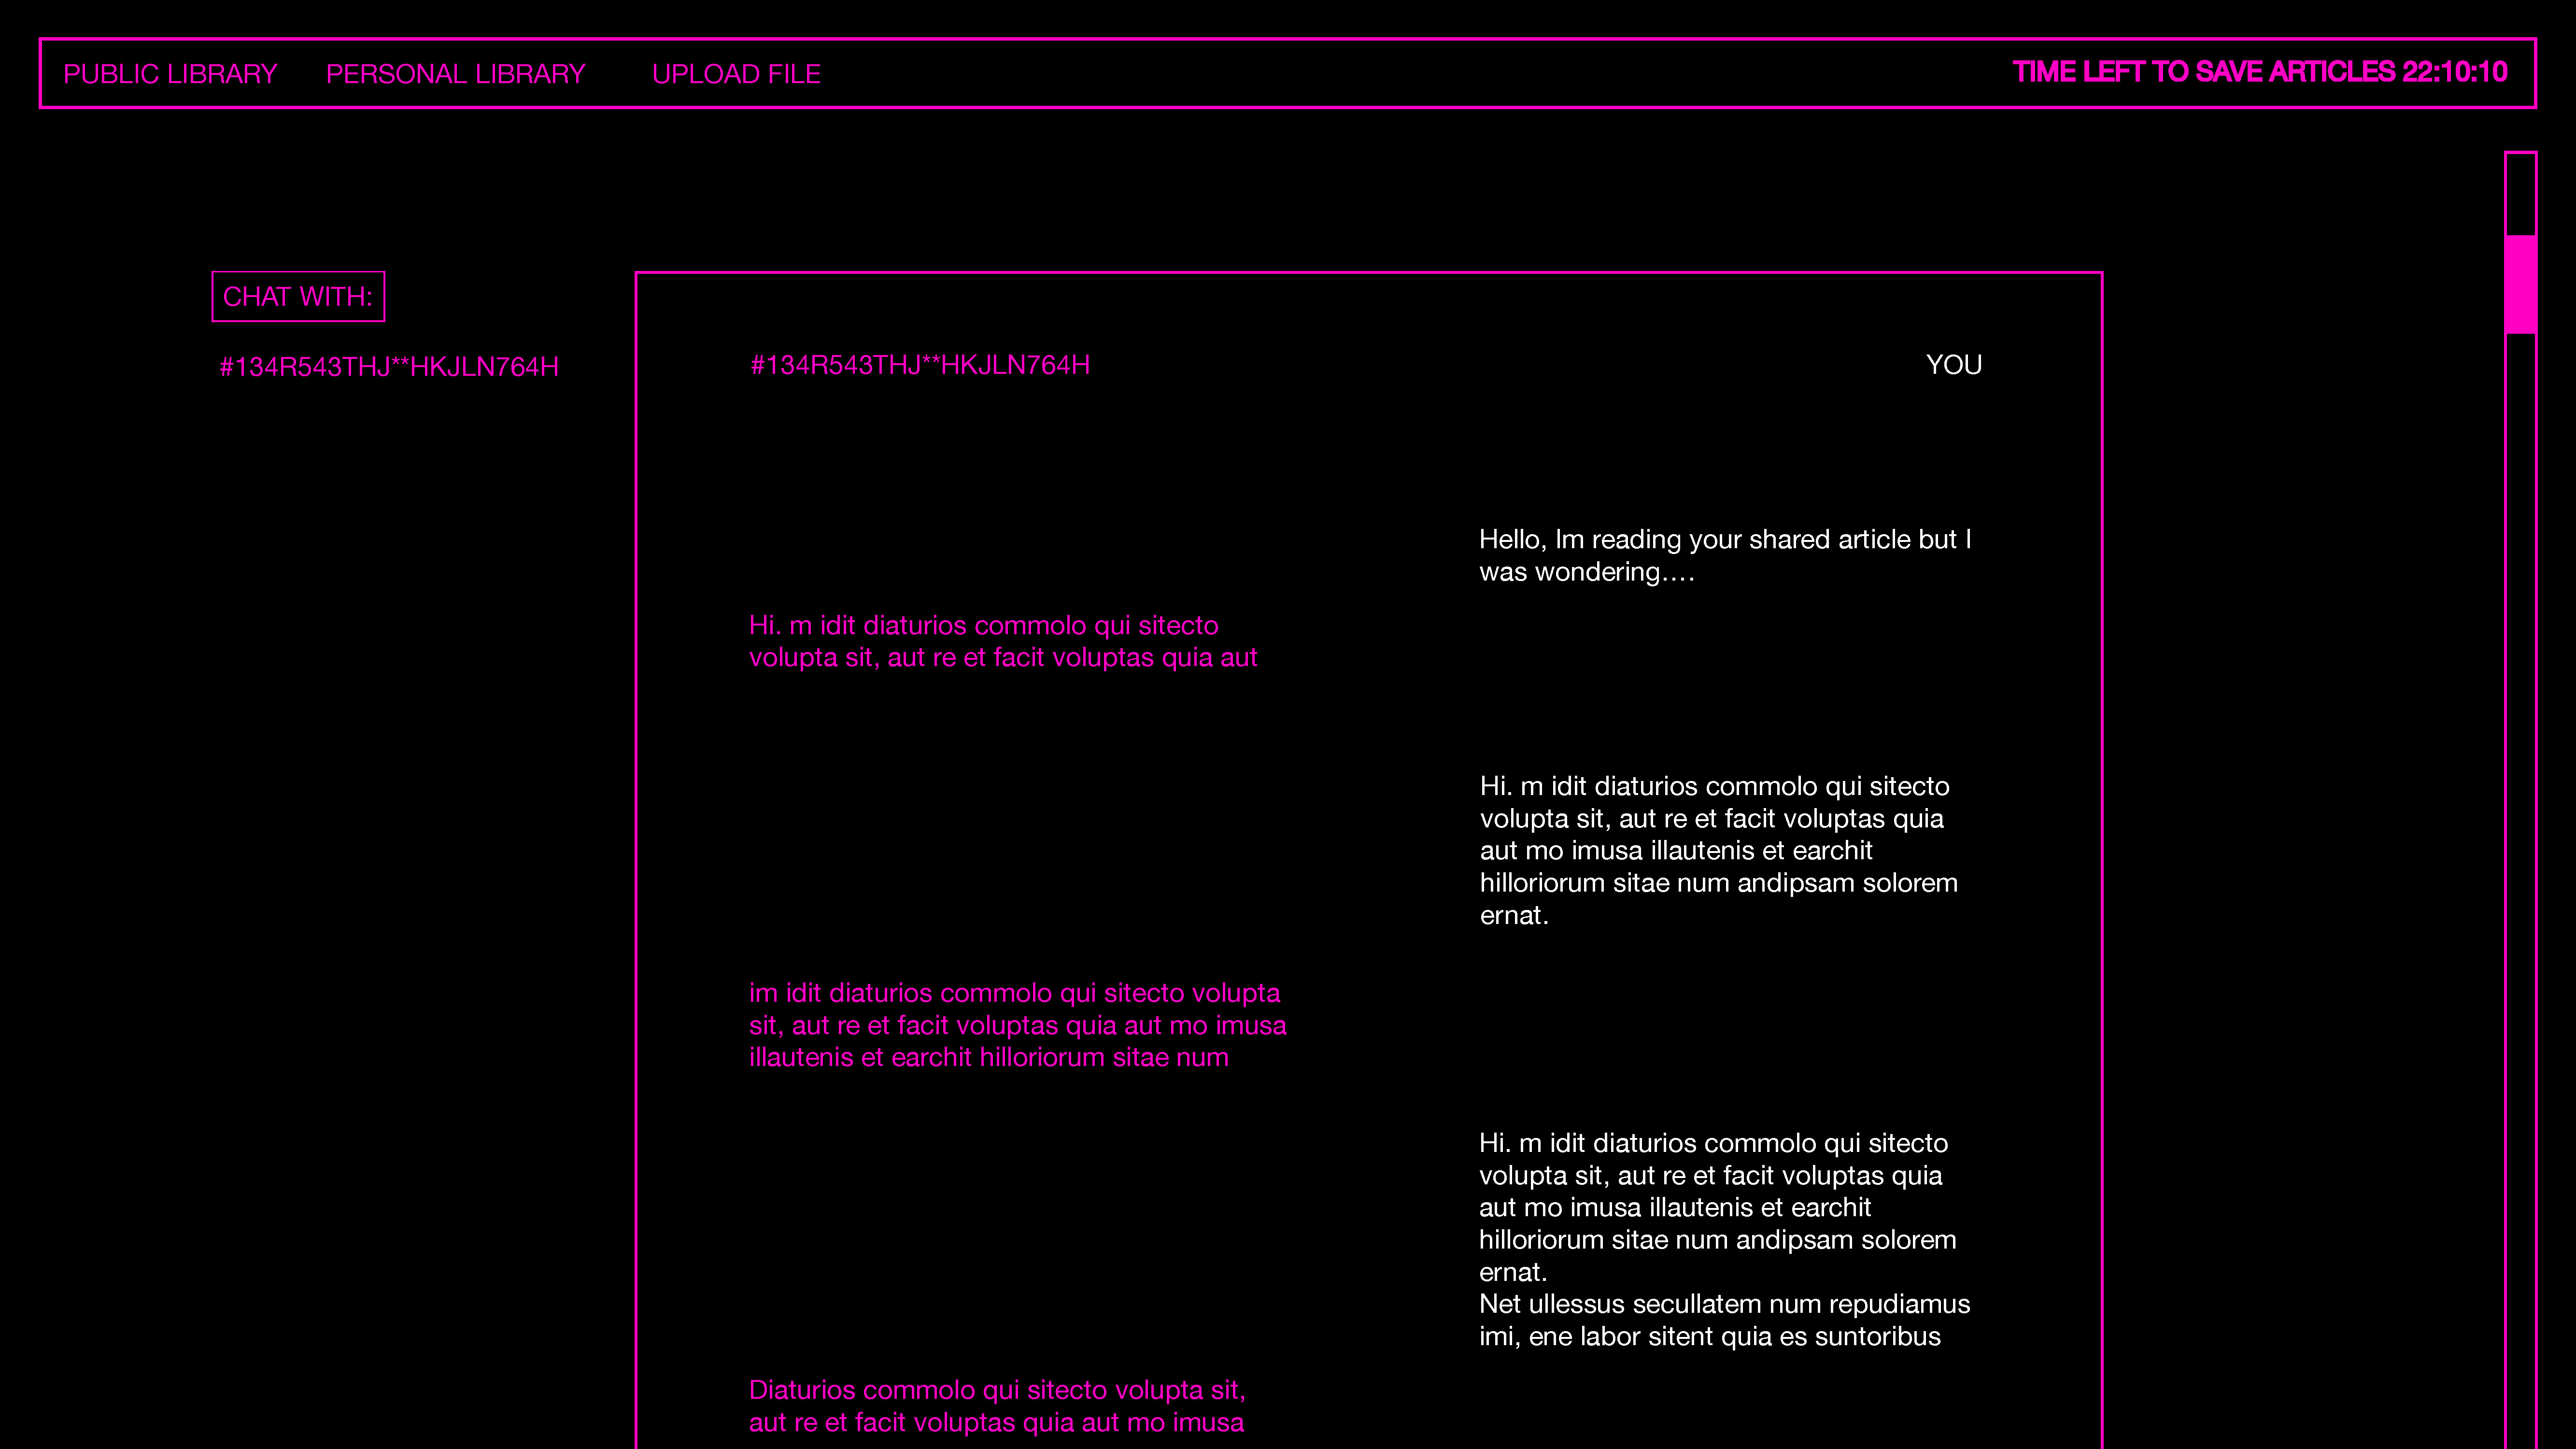 PUBLIC LIBRARY PERSONAL LIBRARY UPLOAD FILE TIME LEFT TO SAVE ARTICLES 22:10:10
CHAT WITH:
#134R543THJ**HKJLN764H
#134R543THJ**HKJLN764H YOU
Hello, Im reading your shared article but I
was wondering....
Hi. m idit diaturios commolo qui sitecto
volupta sit, aut re et facit voluptas quia aut
Hi. m idit diaturios commolo qui sitecto
volupta sit, aut re et facit voluptas quia
aut mo imusa illautenis et earchit
hilloriorum sitae num andipsam solorem
ernat.
im idit diaturios commolo qui sitecto volupta
sit, aut re et facit voluptas quia aut mo imusa
illautenis et earchit hilloriorum sitae num
Hi. m idit diaturios commolo qui sitecto
volupta sit, aut re et facit voluptas quia
aut mo imusa illautenis et earchit
hilloriorum sitae num andipsam solorem
ernat.
Net ullessus secullatem num repudiamus
imi, ene labor sitent quia es suntoribus
Diaturios commolo qui sitecto volupta sit,
aut re et facit voluptas quia aut mo imusa